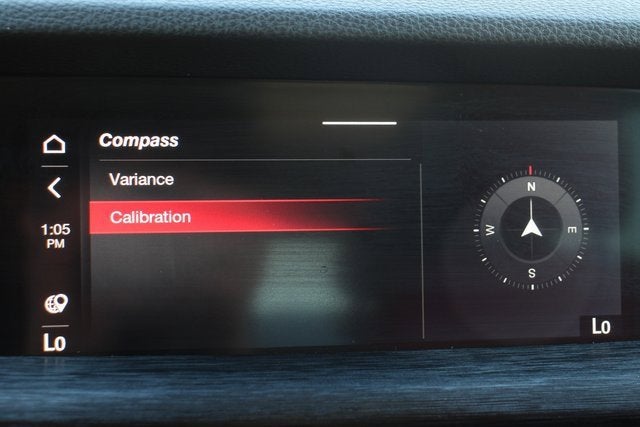 Compass
Variance
Calibration
1:05
PM
Lo
N
W
E
S
Lo